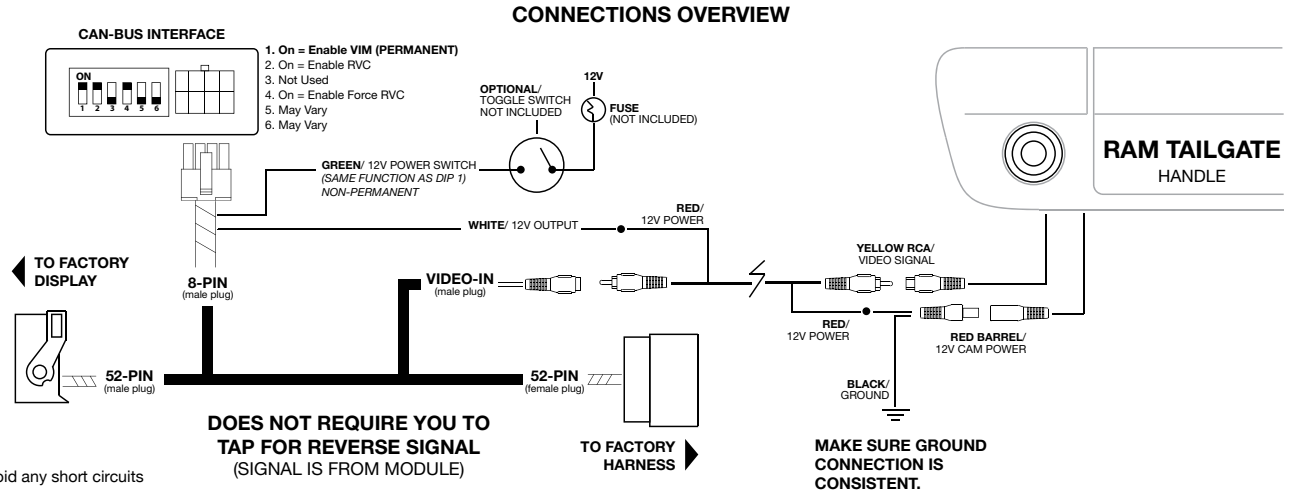 CONNECTIONS OVERVIEW
CAN-BUS INTERFACE
ON
1 2 3 4 5 6
1. On = Enable VIM (PERMANENT)
2. On = Enable RVC
3. Not Used
4. On = Enable Force RVC
5. May Vary
6. May Vary
OPTIONAL/
TOGGLE SWITCH
NOT INCLUDED
12V
FUSE
(NOT INCLUDED)
GREEN/ 12V POWER SWITCH
(SAME FUNCTION AS DIP 1)
NON-PERMANENT
WHITE/ 12V OUTPUT
RED/
12V POWER
RAM TAILGATE
HANDLE
YELLOW RCA/
VIDEO SIGNAL
TO FACTORY
DISPLAY
8-PIN
(male plug)
VIDEO-IN
(male plug)
RED/
12V POWER
RED BARREL/
12V CAM POWER
52-PIN
(male plug)
52-PIN
(female plug)
BLACK/
GROUND
DOES NOT REQUIRE YOU TO
TAP FOR REVERSE SIGNAL
(SIGNAL IS FROM MODULE)
TO FACTORY
HARNESS
MAKE SURE GROUND
CONNECTION IS
CONSISTENT.
any short circuits